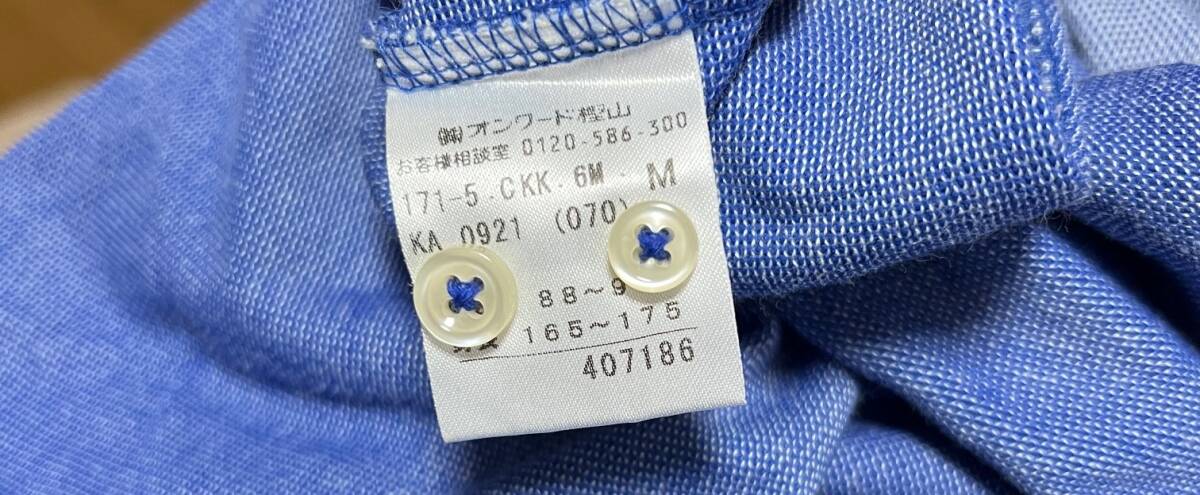 ㈱オンワード樫山
お客様相談室 0120-586-300
171-5.CKK.6M. M
KA 0921 (070)
88~9
165~175
407186